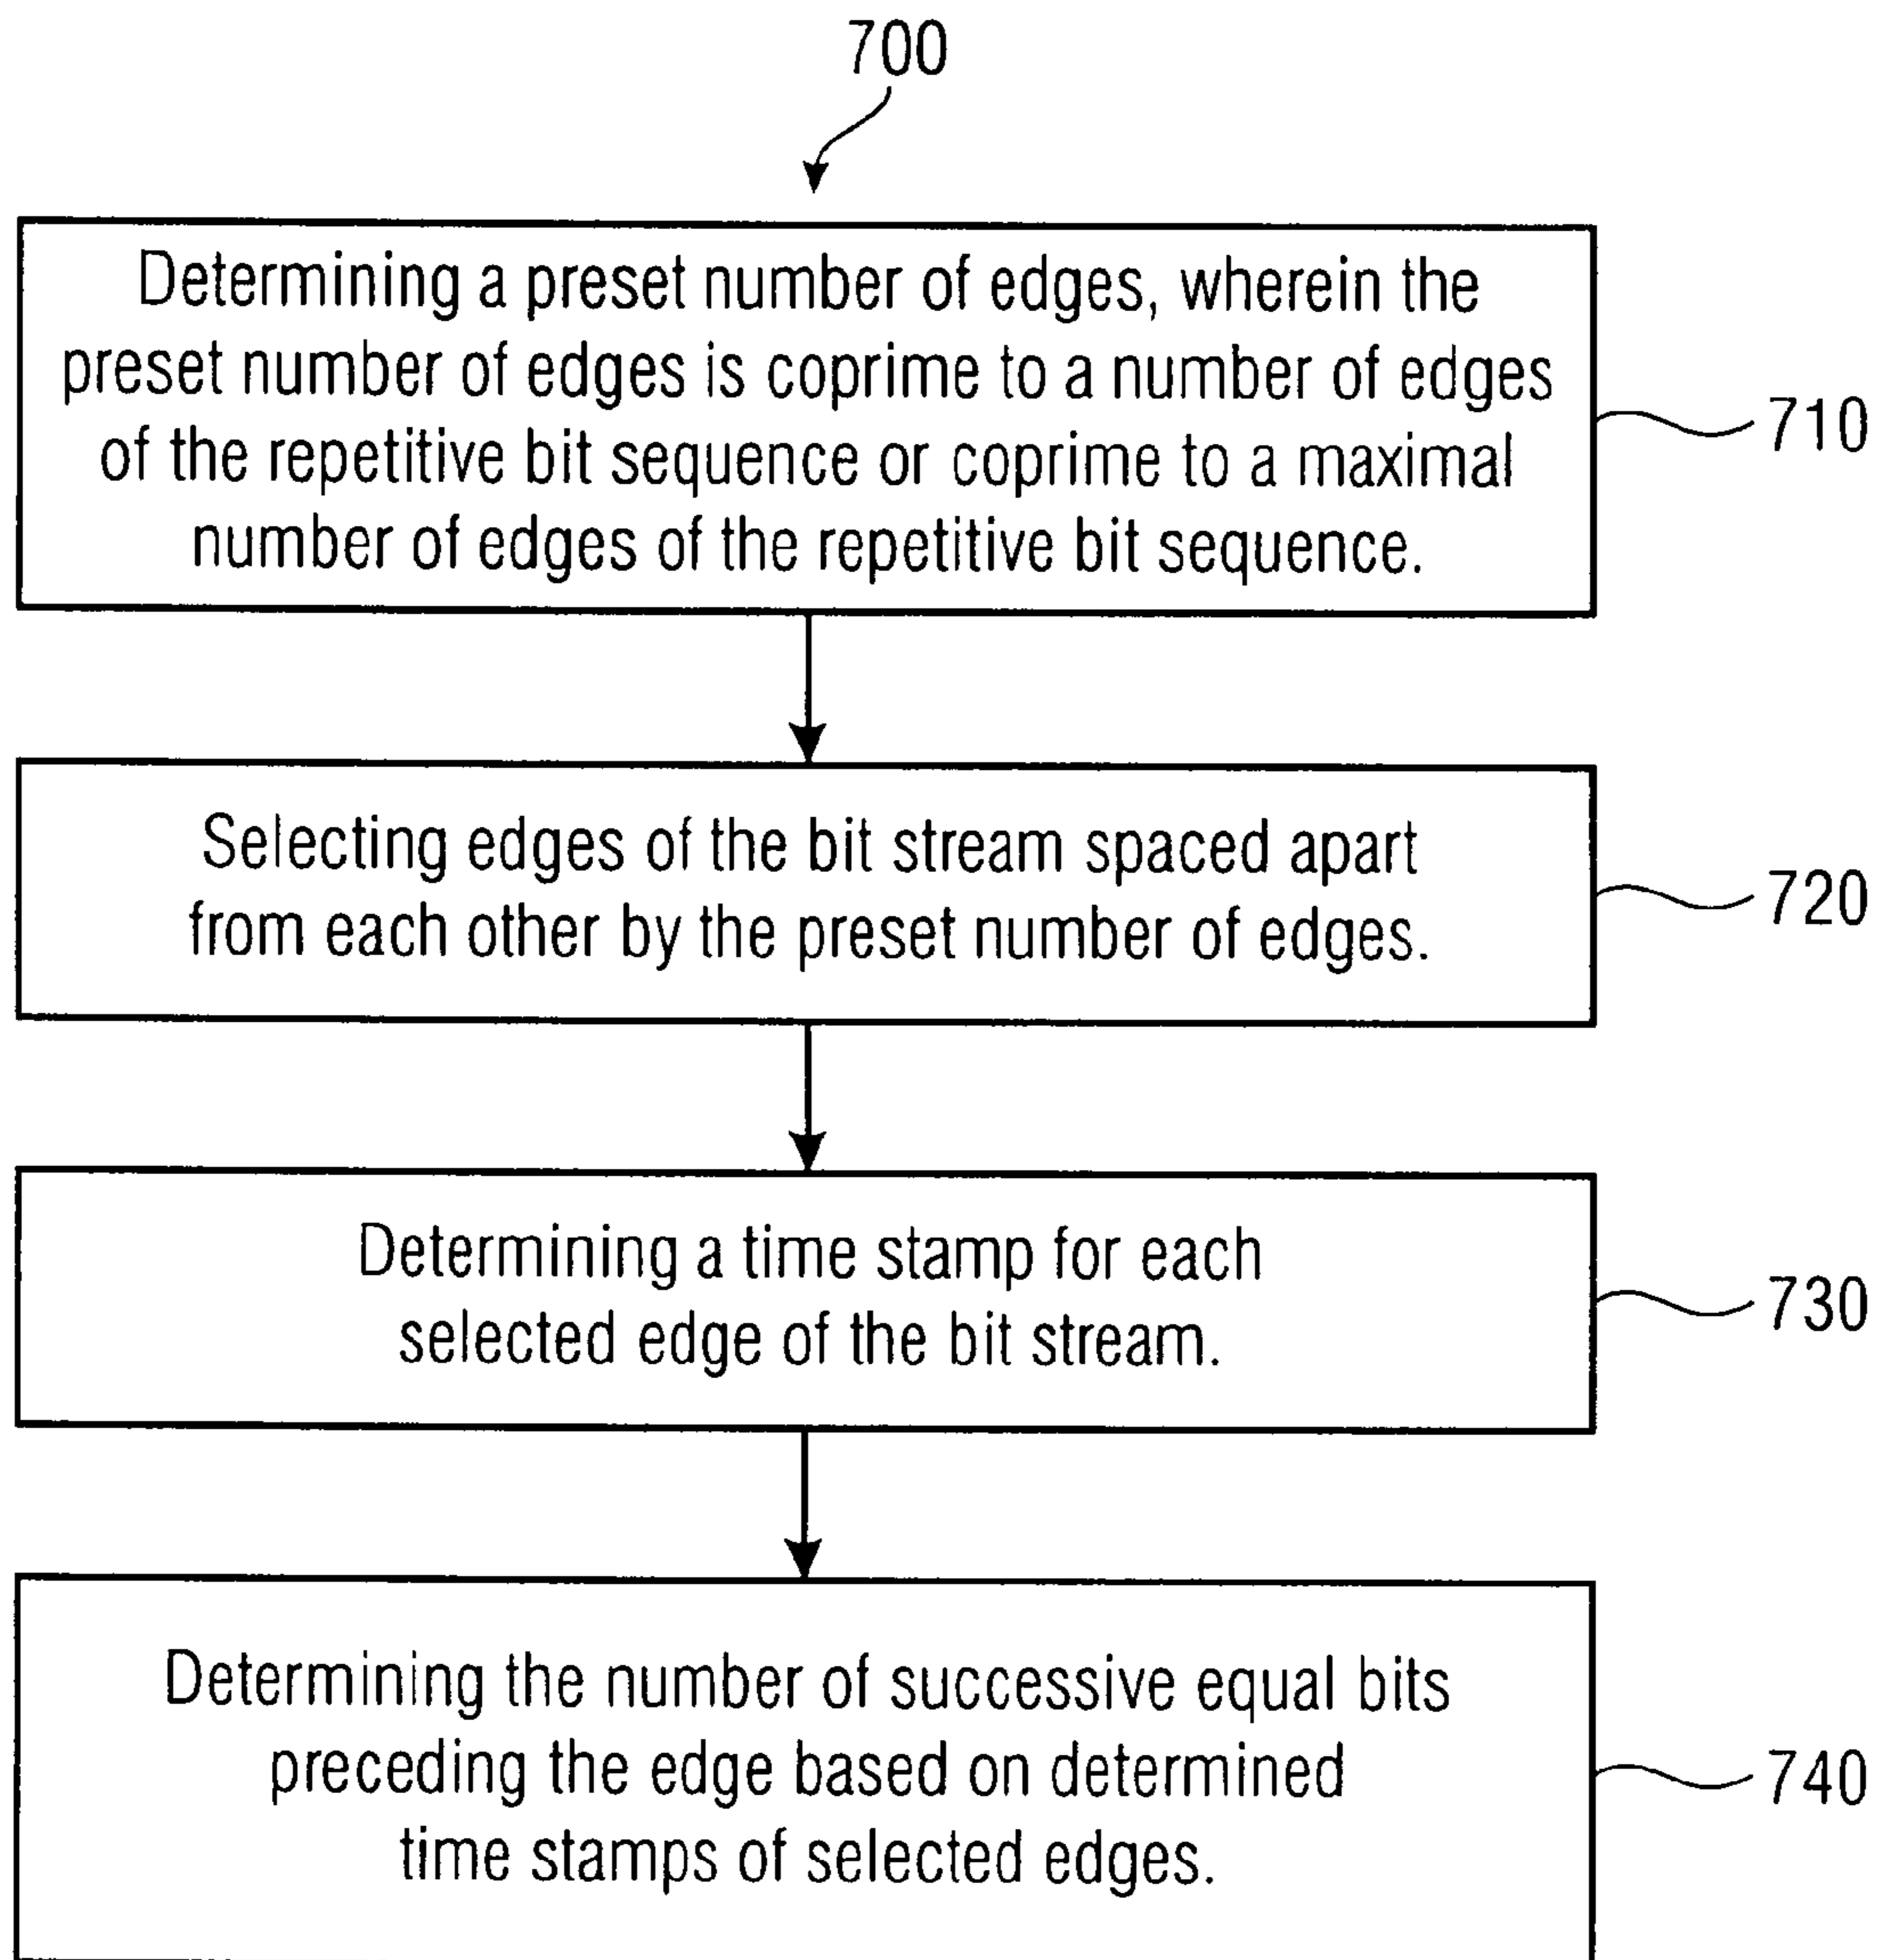 700
Determining a preset number of edges, wherein the
preset number of edges is coprime to a number of edges
of the repetitive bit sequence or coprime to a maximal
number of edges of the repetitive bit sequence.
710
Selecting edges of the bit stream spaced apart
from each other by the preset number of edges.
720
Determining a time stamp for each
selected edge of the bit stream.
730
Determining the number of successive equal bits
preceding the edge based on determined
time stamps of selected edges.
740